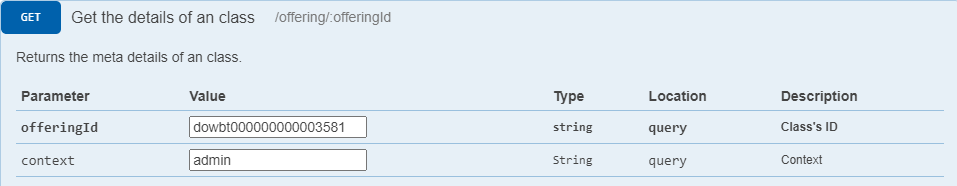 GET Get the details of an class /offering/:offeringId
Returns the meta details of an class.
Parameter Value Type Location Description
offeringId dowbt000000000003581 string query Class's ID
context admin String query Context